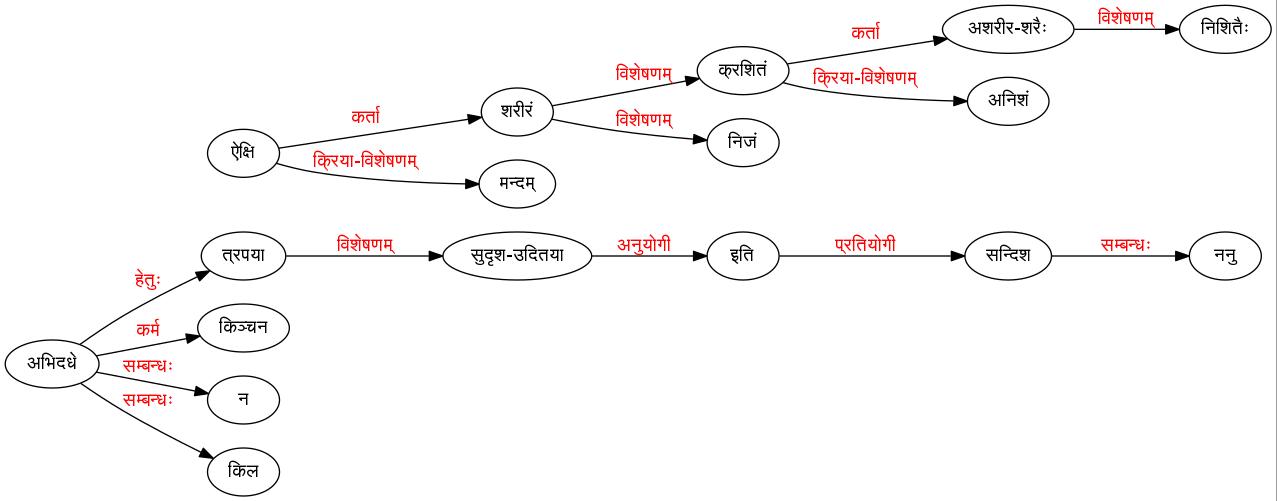 कर्ता अशरीर-शरैः विशेषणम् निशितैः
विशेषणम् क्रशितं क्रिया-विशेषणम् अनिशं
कर्ता शरीरं विशेषणम् निजं
ऐक्षि क्रिया-विशेषणम् मन्दम्
त्रपया विशेषणम् सुदृश-उदितया अनुयोगी इति प्रतियोगी सन्दिश सम्बन्धः ननु
हेतुः
कर्म किञ्चन
अभिदधे सम्बन्धः
सम्बन्धः न
किल